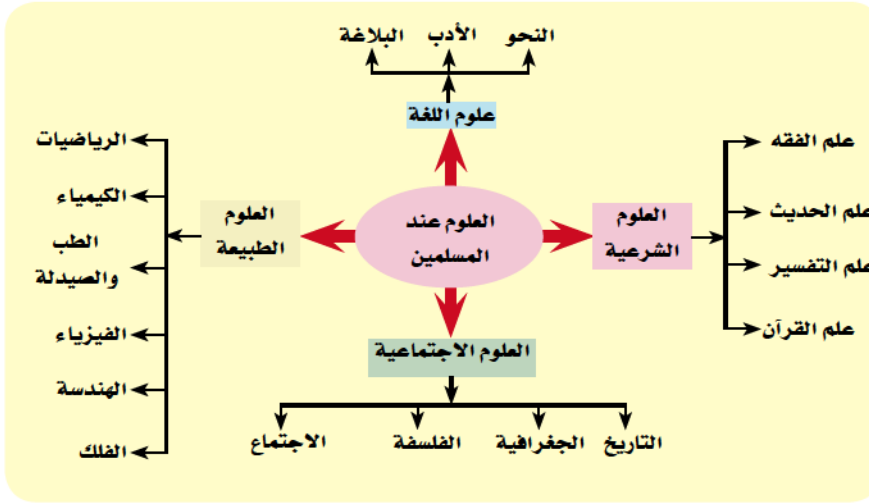 النحو
الأدب
البلاغة
علوم اللغة
العلوم عند
المسلمين
العلوم
الشرعية
علم الفقه
علم الحديث
علم التفسير
علم القرآن
العلوم
الطبيعة
الرياضيات
الكيمياء
الطب
والصيدلة
الفيزياء
الهندسة
الفلك
العلوم الاجتماعية
التاريخ
الجغرافية
الفلسفة
الاجتماع